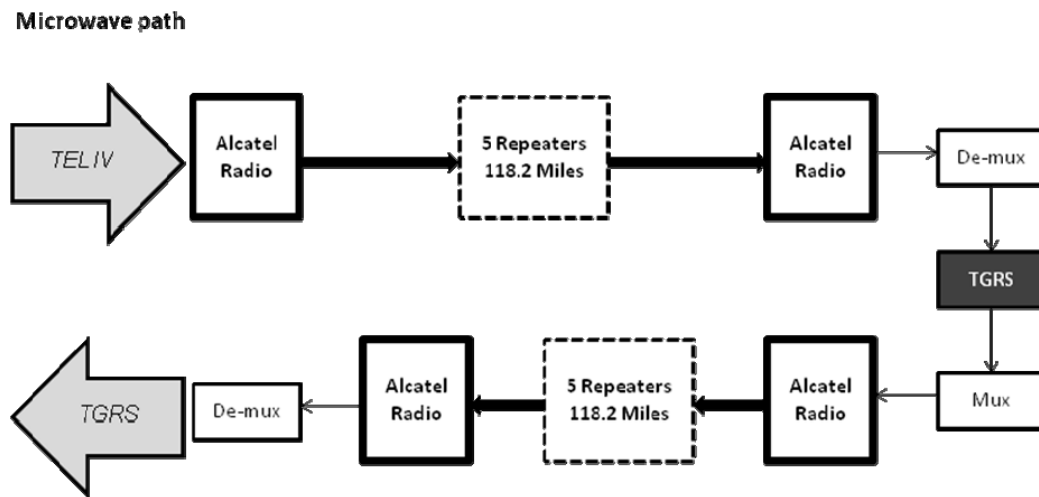 Microwave path
TEL IV
Alcatel
Radio
5 Repeaters
118.2 Miles
Alcatel
Radio
De-mux
TGRS
TGRS
De-mux
Alcatel
Radio
5 Repeaters
118.2 Miles
Alcatel
Radio
Mux